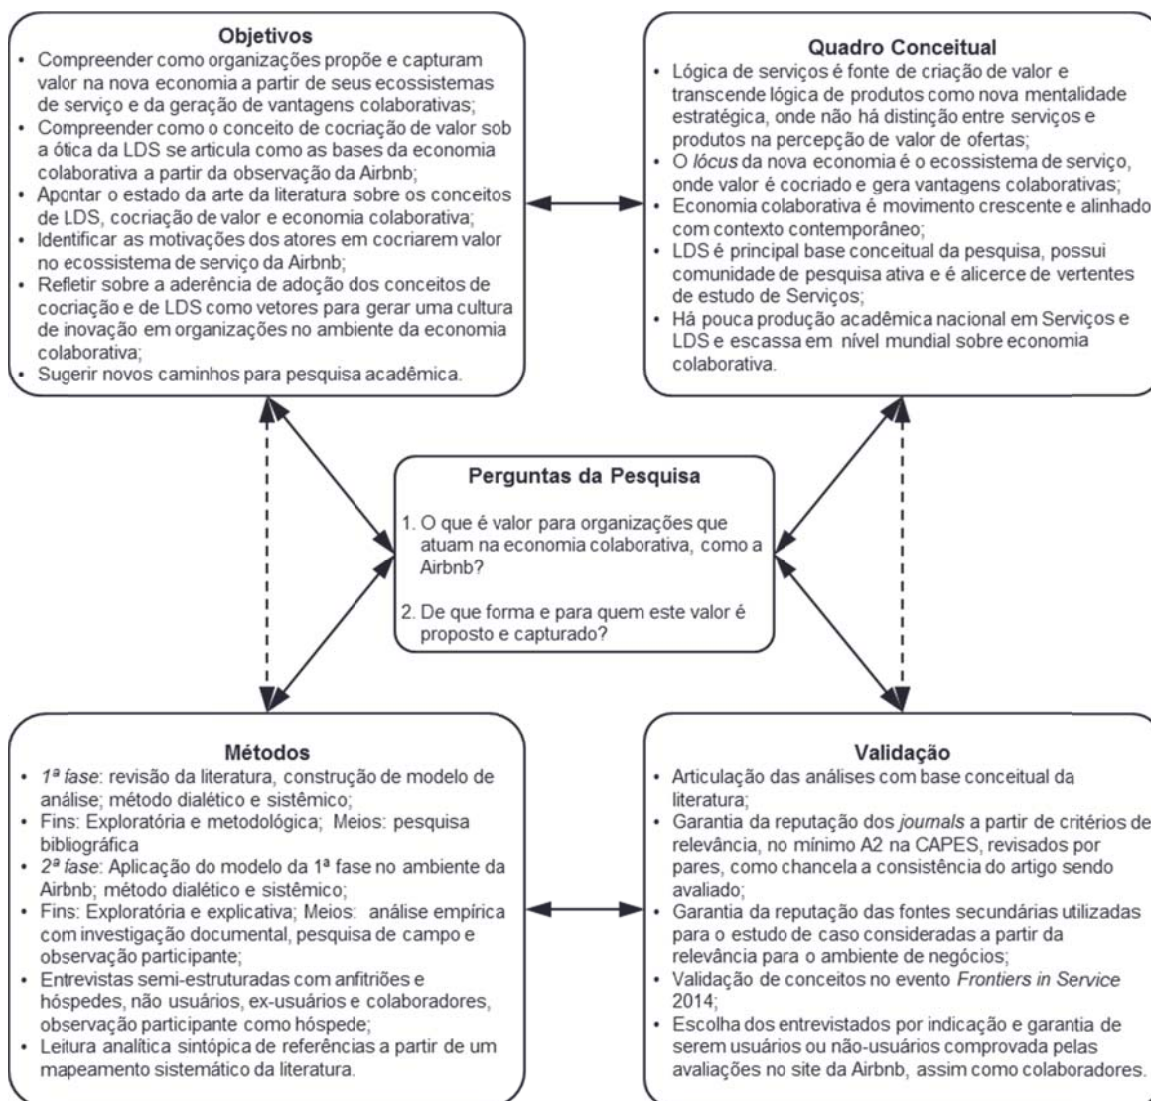 Objetivos
• Compreender como organizações propõe e capturam
valor na nova economia a partir de seus ecossistemas
de serviço e da geração de vantagens colaborativas;
• Compreender como o conceito de cocriação de valor sob
a ótica da LDS se articula como as bases da economia
colaborativa a partir da observação da Airbnb;
• Apontar o estado da arte da literatura sobre os conceitos
de LDS, cocriação de valor e economia colaborativa;
• Identificar as motivações dos atores em cocriarem valor
no ecossistema de serviço da Airbnb;
• Refletir sobre a aderência de adoção dos conceitos de
cocriação e de LDS como vetores para gerar uma cultura
de inovação em organizações no ambiente da economia
colaborativa;
• Sugerir novos caminhos para pesquisa acadêmica.
Quadro Conceitual
• Lógica de serviços é fonte de criação de valor e
transcende lógica de produtos como nova mentalidade
estratégica, onde não há distinção entre serviços e
produtos na percepção de valor de ofertas;
• O lócus da nova economia é o ecossistema de serviço,
onde valor é cocriado e gera vantagens colaborativas;
• Economia colaborativa é movimento crescente e alinhado
com contexto contemporâneo;
• LDS é principal base conceitual da pesquisa, possui
comunidade de pesquisa ativa e é alicerce de vertentes
de estudo de Serviços;
• Há pouca produção acadêmica nacional em Serviços e
LDS e escassa em nível mundial sobre economia
colaborativa.
Perguntas da Pesquisa
1. O que é valor para organizações que
atuam na economia colaborativa, como a
Airbnb?
2. De que forma e para quem este valor é
proposto e capturado?
Métodos
• 1ª fase: revisão da literatura, construção de modelo de
análise; método dialético e sistêmico;
• Fins: Exploratória e metodológica; Meios: pesquisa
bibliográfica
• 2ª fase: Aplicação do modelo da 1ª fase no ambiente da
Airbnb; método dialético e sistêmico;
• Fins: Exploratória e explicativa; Meios: análise empírica
com investigação documental, pesquisa de campo e
observação participante;
• Entrevistas semi-estruturadas com anfitriões e
hóspedes, não usuários, ex-usuários e colaboradores,
observação participante como hóspede;
• Leitura analítica sintópica de referências a partir de um
mapeamento sistemático da literatura.
Validação
• Articulação das análises com base conceitual da
literatura;
• Garantia da reputação dos journals a partir de critérios de
relevância, no mínimo A2 na CAPES, revisados por
pares, como chancela a consistência do artigo sendo
avaliado;
• Garantia da reputação das fontes secundárias utilizadas
para o estudo de caso consideradas a partir da
relevância para o ambiente de negócios;
• Validação de conceitos no evento Frontiers in Service
2014;
• Escolha dos entrevistados por indicação e garantia de
serem usuários ou não-usuários comprovada pelas
avaliações no site da Airbnb, assim como colaboradores.